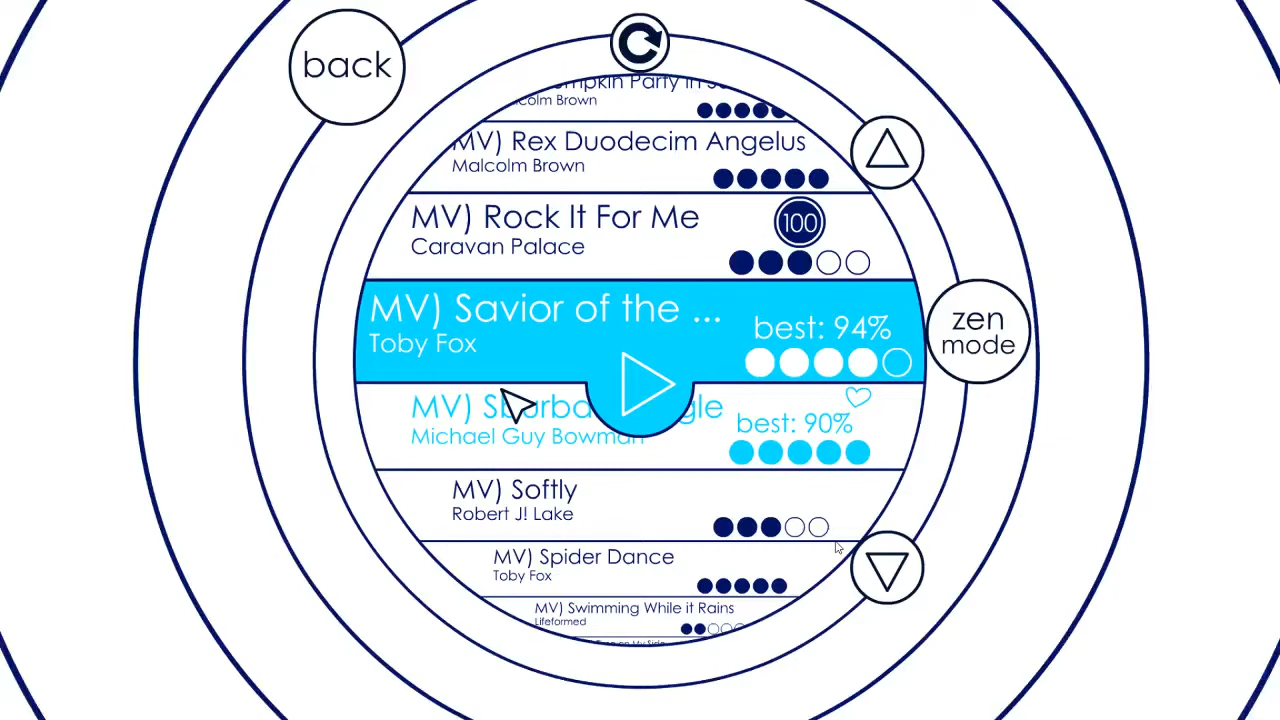 back
Party
Malcolm Brown
MV) Rex Duodecim Angelus
Malcolm Brown
MV) Rock It For Me
100
Caravan Palace
MV) Savior of the ...
best: 94%
Toby Fox
zen
mode
MV)
best: 90%
Michael Guy Bowman
MV) Softly
Robert J! Lake
MV) Spider Dance
Toby Fox
MV) Swimming While it Rains
Lifeformed